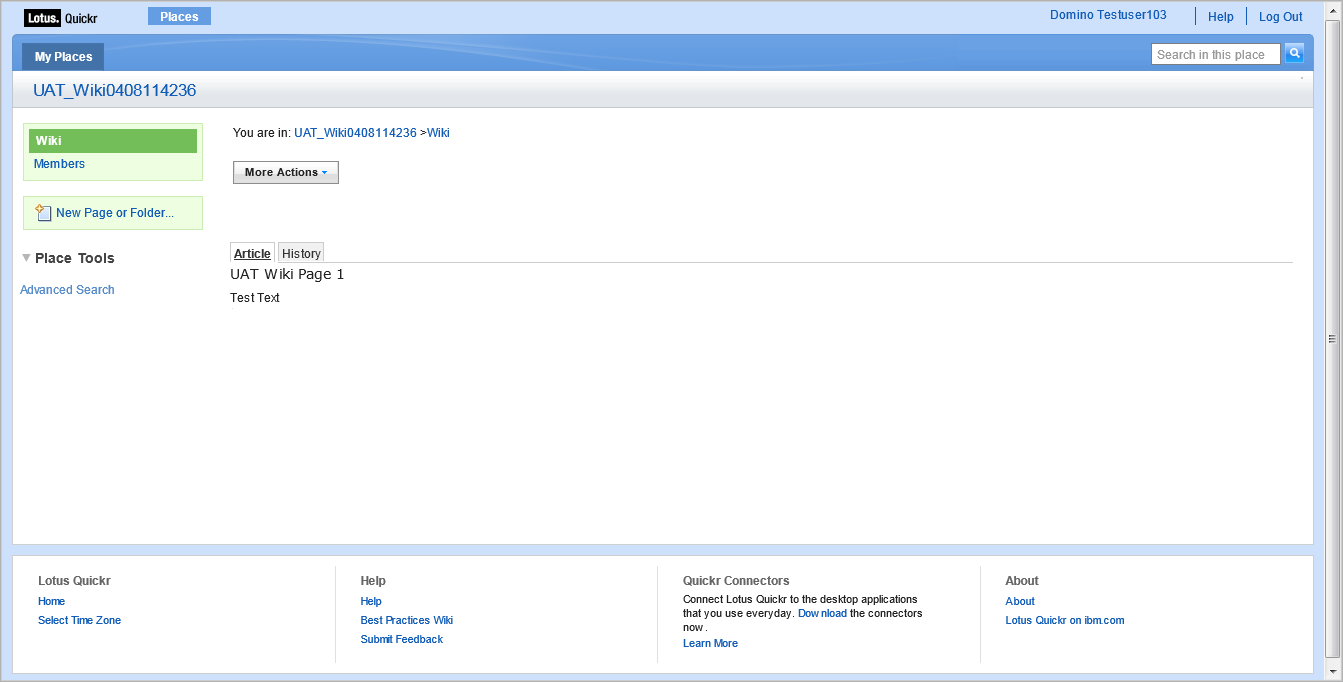 Lotus. Quickr
Places
Domino Testuser103
Help
Log Out
My Places
Search in this place
UAT_Wiki0408114236
Wiki
Members
New Page or Folder...
Place Tools
Advanced Search
You are in: UAT_Wiki0408114236 >Wiki
More Actions
Article
History
UAT Wiki Page 1
Test Text
Lotus Quickr
Home
Select Time Zone
Help
Help
Best Practices Wiki
Submit Feedback
Quickr Connectors
Connect Lotus Quickr to the desktop applications
that you use everyday. Download the connectors
now .
Learn More
About
About
Lotus Quickr on ibm.com